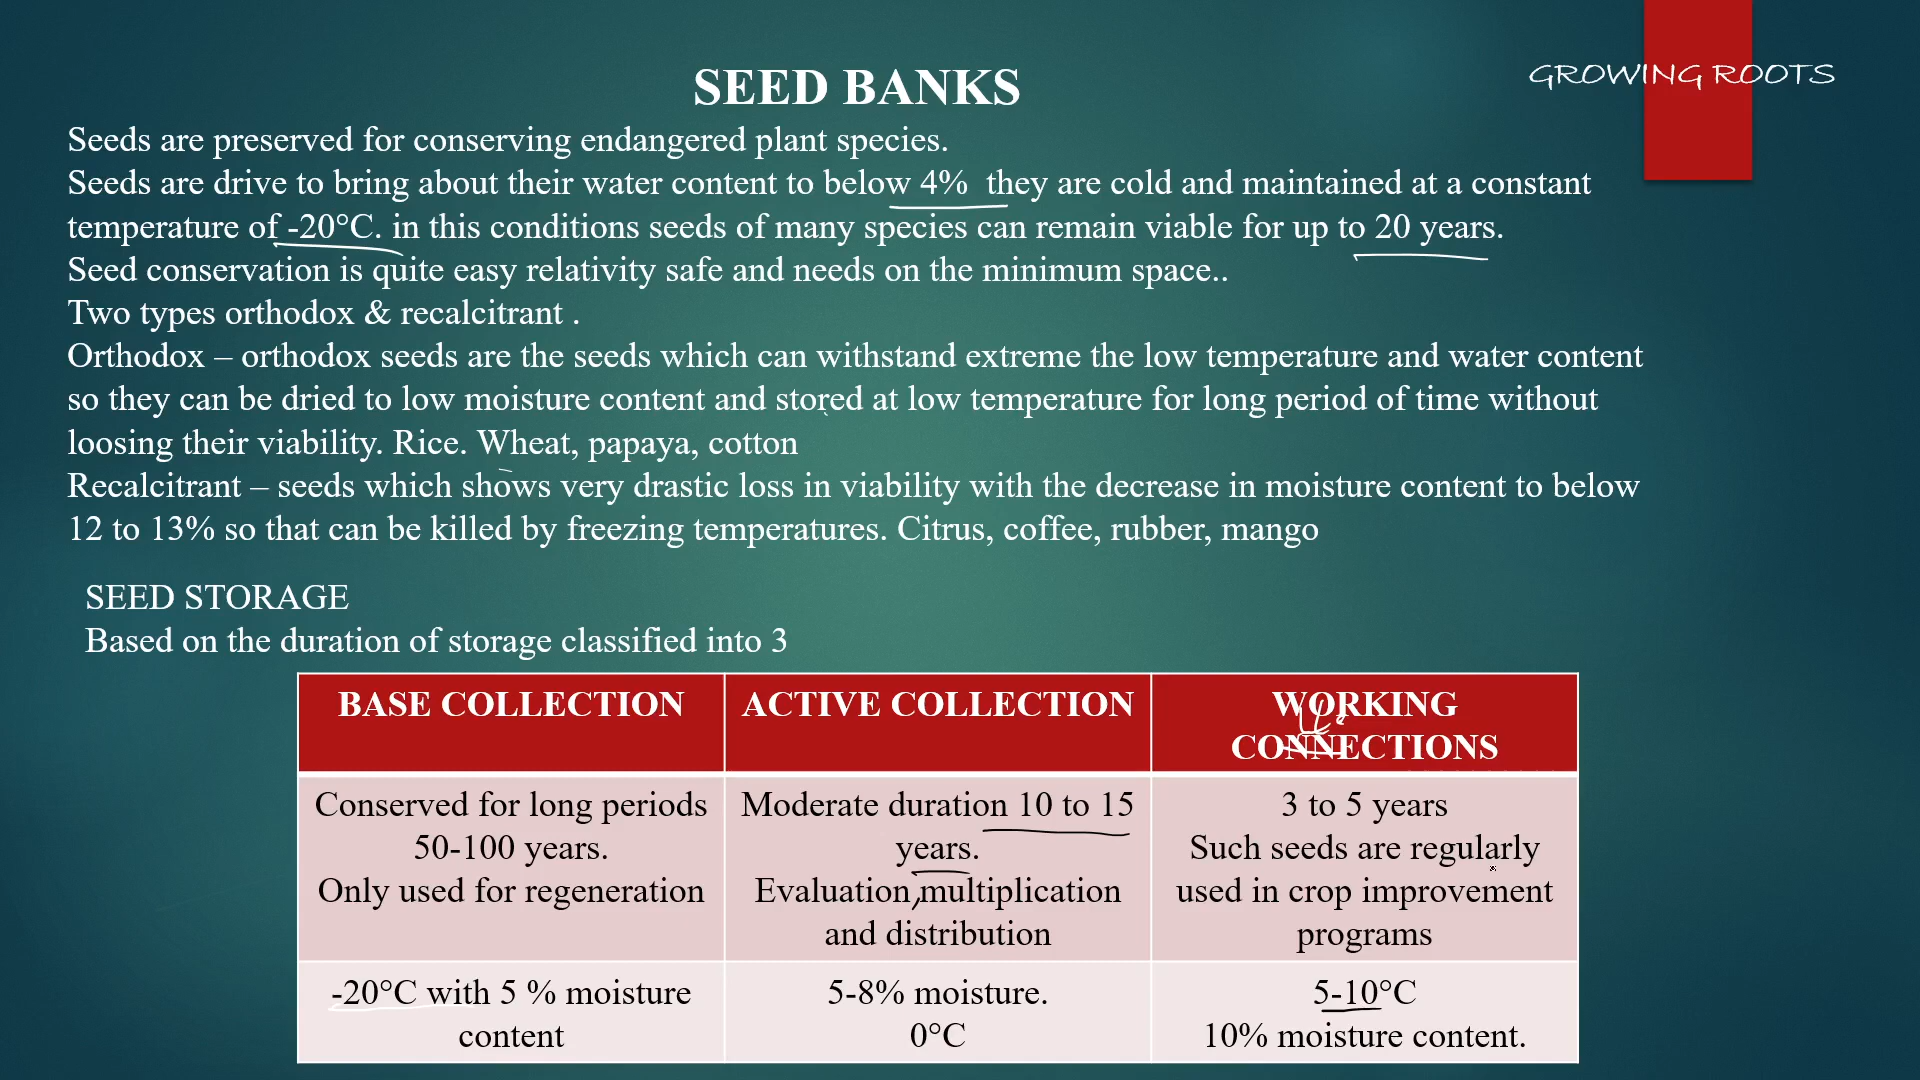 SEED BANKS
GROWING ROOTS
Seeds are preserved for conserving endangered plant species.
Seeds are drive to bring about their water content to below 4%  they are cold and maintained at a constant
temperature of -20°C. in this conditions seeds of many species can remain viable for up to 20 years.
Seed conservation is quite easy relativity safe and needs on the minimum space..
Two types orthodox & recalcitrant .
Orthodox – orthodox seeds are the seeds which can withstand extreme the low temperature and water content
so they can be dried to low moisture content and stored at low temperature for long period of time without
loosing their viability. Rice. Wheat, papaya, cotton
Recalcitrant – seeds which shows very drastic loss in viability with the decrease in moisture content to below
12 to 13% so that can be killed by freezing temperatures. Citrus, coffee, rubber, mango
SEED STORAGE
Based on the duration of storage classified into 3
BASE COLLECTION
ACTIVE COLLECTION
WORKING
CONNECTIONS
Conserved for long periods
50-100 years.
Only used for regeneration
Moderate duration 10 to 15
years.
Evaluation,multiplication
and distribution
3 to 5 years
Such seeds are regularly
used in crop improvement
programs
-20°C with 5 % moisture
content
5-8% moisture.
0°C
5-10°C
10% moisture content.